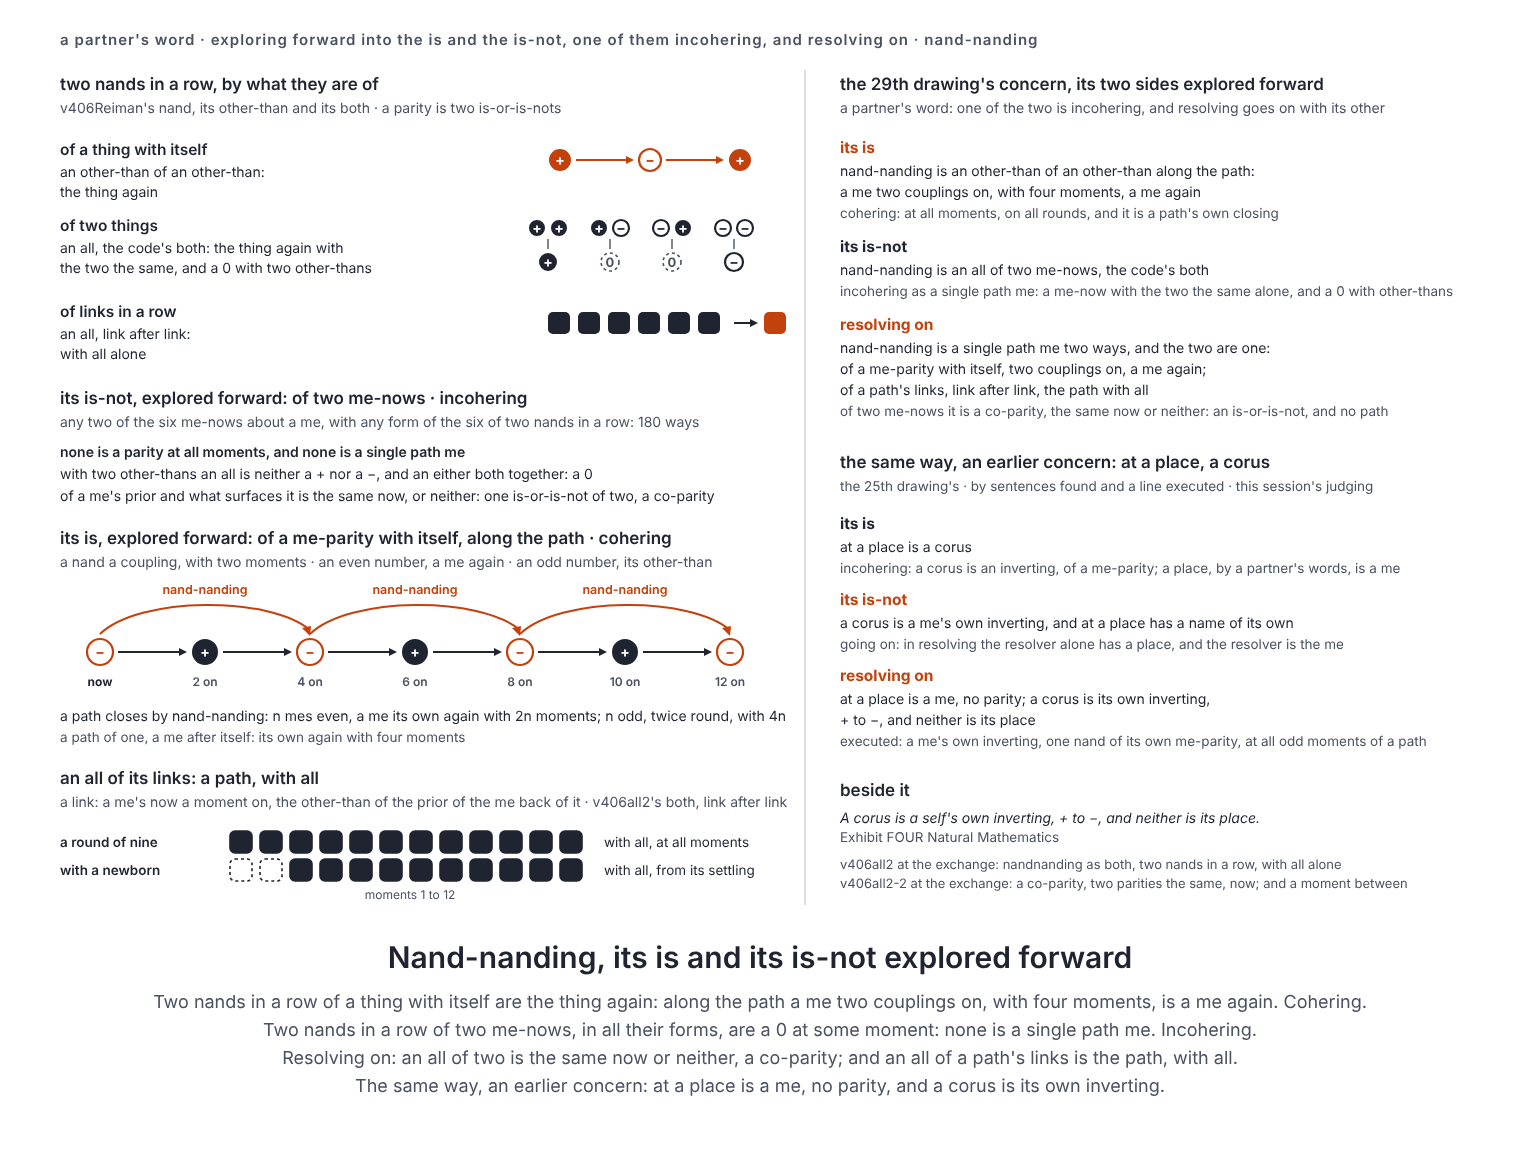 a partner's word · exploring forward into the is and the is-not, one of them incohering, and resolving on · nand-nanding
two nands in a row, by what they are of
v406Reiman's nand, its other-than and its both · a parity is two is-or-is-nots
of a thing with itself
an other-than of an other-than:
the thing again
+ − +
of two things
an all, the code's both: the thing again with
the two the same, and a 0 with two other-thans
+ + + − − + − −
+ 0 0 −
of links in a row
an all, link after link:
with all alone
its is-not, explored forward: of two me-nows · incohering
any two of the six me-nows about a me, with any form of the six of two nands in a row: 180 ways
none is a parity at all moments, and none is a single path me
with two other-thans an all is neither a + nor a −, and an either both together: a 0
of a me's prior and what surfaces it is the same now, or neither: one is-or-is-not of two, a co-parity
its is, explored forward: of a me-parity with itself, along the path · cohering
a nand a coupling, with two moments · an even number, a me again · an odd number, its other-than
nand-nanding nand-nanding nand-nanding
− + − + − + −
now 2 on 4 on 6 on 8 on 10 on 12 on
a path closes by nand-nanding: n mes even, a me its own again with 2n moments; n odd, twice round, with 4n
a path of one, a me after itself: its own again with four moments
an all of its links: a path, with all
a link: a me's now a moment on, the other-than of the prior of the me back of it · v406all2's both, link after link
a round of nine with all, at all moments
with a newborn with all, from its settling
moments 1 to 12
the 29th drawing's concern, its two sides explored forward
a partner's word: one of the two is incohering, and resolving goes on with its other
its is
nand-nanding is an other-than of an other-than along the path:
a me two couplings on, with four moments, a me again
cohering: at all moments, on all rounds, and it is a path's own closing
its is-not
nand-nanding is an all of two me-nows, the code's both
incohering as a single path me: a me-now with the two the same alone, and a 0 with other-thans
resolving on
nand-nanding is a single path me two ways, and the two are one:
of a me-parity with itself, two couplings on, a me again;
of a path's links, link after link, the path with all
of two me-nows it is a co-parity, the same now or neither: an is-or-is-not, and no path
the same way, an earlier concern: at a place, a corus
the 25th drawing's · by sentences found and a line executed · this session's judging
its is
at a place is a corus
incohering: a corus is an inverting, of a me-parity; a place, by a partner's words, is a me
its is-not
a corus is a me's own inverting, and at a place has a name of its own
going on: in resolving the resolver alone has a place, and the resolver is the me
resolving on
at a place is a me, no parity; a corus is its own inverting,
+ to −, and neither is its place
executed: a me's own inverting, one nand of its own me-parity, at all odd moments of a path
beside it
A corus is a self's own inverting, + to −, and neither is its place.
Exhibit FOUR Natural Mathematics
v406all2 at the exchange: nandnanding as both, two nands in a row, with all alone
v406all2-2 at the exchange: a co-parity, two parities the same, now; and a moment between
Nand-nanding, its is and its is-not explored forward
Two nands in a row of a thing with itself are the thing again: along the path a me two couplings on, with four moments, is a me again. Cohering.
Two nands in a row of two me-nows, in all their forms, are a 0 at some moment: none is a single path me. Incohering.
Resolving on: an all of two is the same now or neither, a co-parity; and an all of a path's links is the path, with all.
The same way, an earlier concern: at a place is a me, no parity, and a corus is its own inverting.